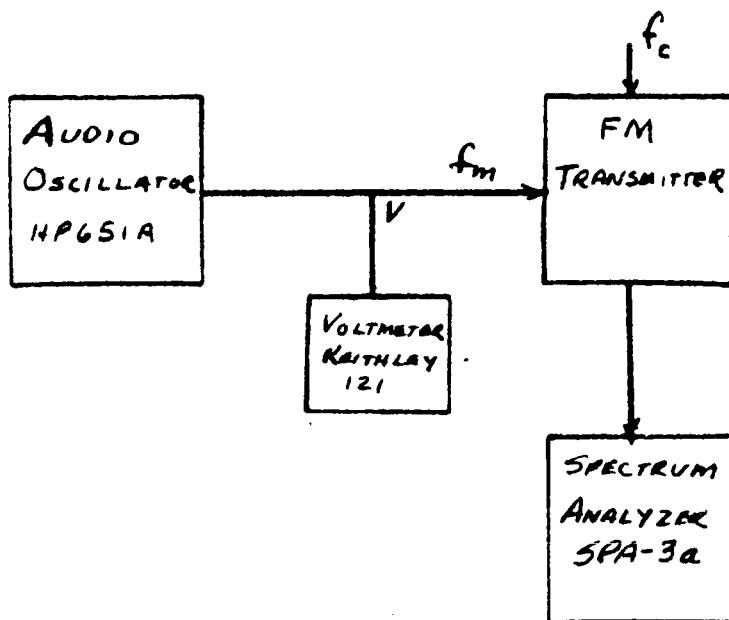 f_c
AUDIO
OSCILLATOR
HP651A
f_m
V
FM
TRANSMITTER
VOLTMETER
KEITHLEY
121
SPECTRUM
ANALYZER
SPA-3a